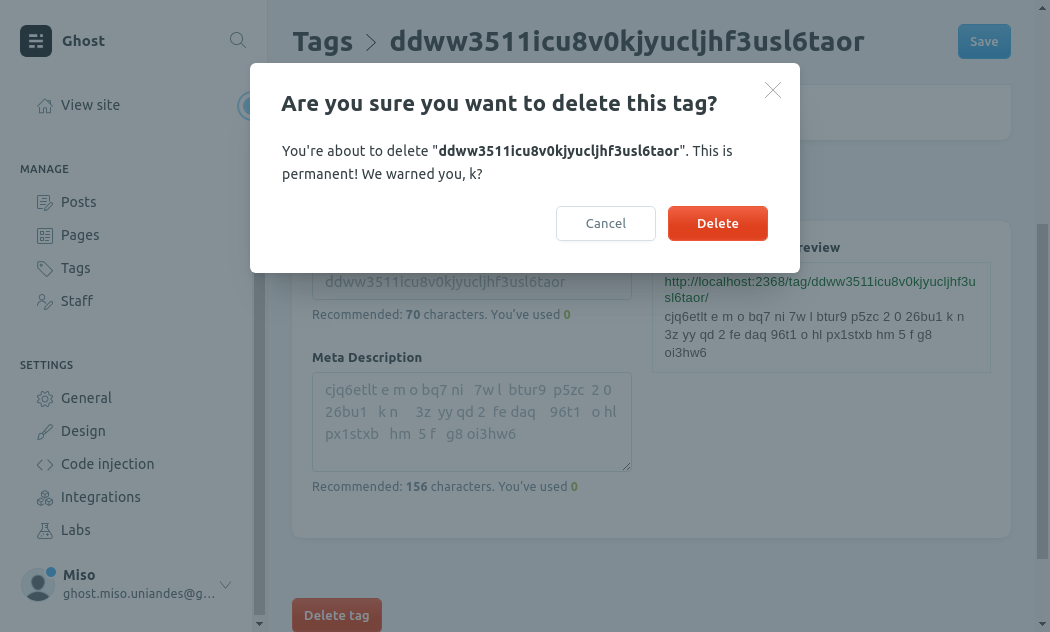 Ghost
View site
MANAGE
Posts
Pages
Tags
Staff
SETTINGS
General
Design
Code injection
Integrations
Labs
Miso
ghost.miso.uniandes@g...
Tags
ddww3511icu8v0kjyucljhf3usl6taor
Save
Are you sure you want to delete this tag?
You're about to delete "ddww3511icu8v0kjyucljhf3usl6taor". This is
permanent! We warned you, k?
Cancel
Delete
ddww3511icu8v0kjyucljhf3usl6taor
Recommended: 70 characters. You've used 0
Meta Description
cjq6etlt e m o bq7 ni 7w l btur9 p5zc 2 0
26bu1 k n 3z yy qd 2 fe daq 96t1 o hl
px1stxb hm 5 f g8 oi3hw6
Recommended: 156 characters. You've used 0
http://localhost:2368/tag/ddww3511icu8v0kjyucljhf3u
sl6taor/
cjq6etlt e m o bq7 ni 7w l btur9 p5zc 2 0 26bu1 k n
3z yy qd 2 fe daq 96t1 o hl px1stxb hm 5 f g8
oi3hw6
Delete tag